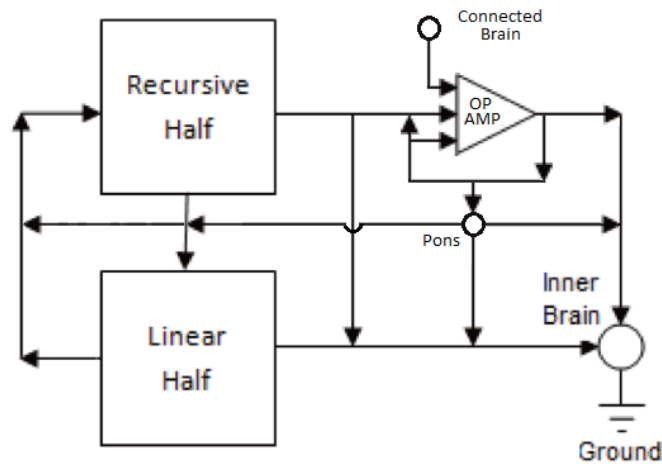 Connected
Brain
Recursive
Half
OP
AMP
Pons
Inner
Brain
Linear
Half
Ground